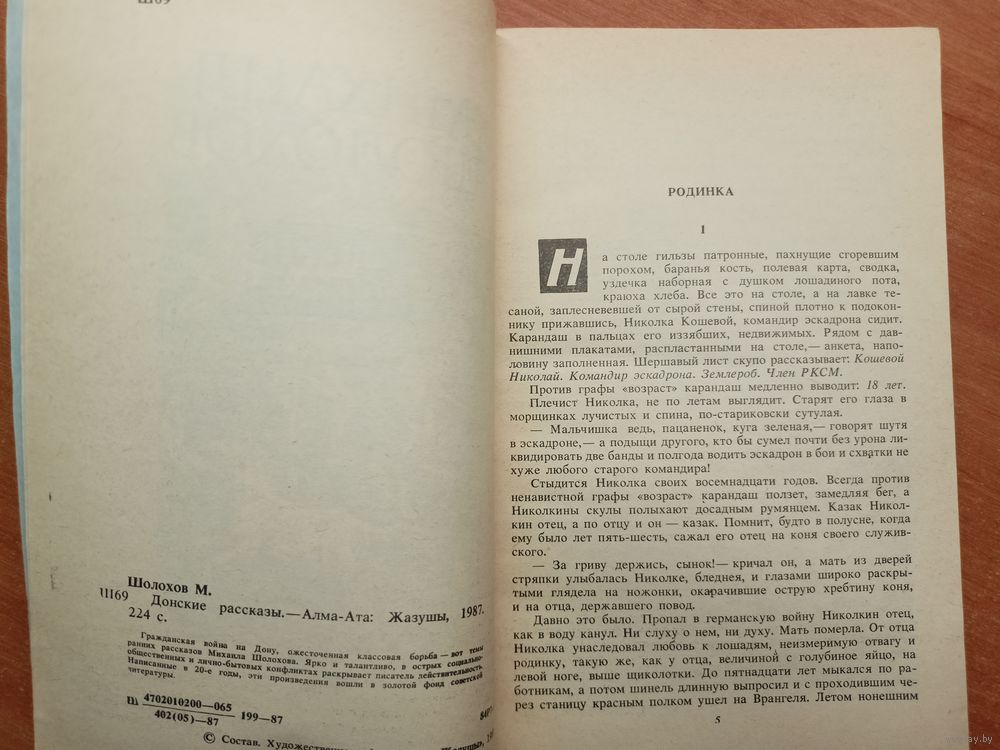 Ш69
Шолохов М.
Ш69 Донские рассказы.—Алма-Ата: Жазушы, 1987.
224 с.
Гражданская война на Дону, ожесточенная классовая борьба — вот темы
ранних рассказов Михаила Шолохова. Ярко и талантливо, в острых социально-
общественных и лично-бытовых конфликтах раскрывает писатель действительность.
Написанные в 20-е годы, эти произведения вошли в золотой фонд советской
литературы.
Ш 4702010200—065
402(05)—87
199—87
© Состав. Художествен
РОДИНКА
I
На столе гильзы патронные, пахнущие сгоревшим
порохом, баранья кость, полевая карта, сводка,
уздечка наборная с душком лошадиного пота,
краюха хлеба. Все это на столе, а на лавке те-
саной, заплесневевшей от сырой стены, спиной плотно к подокон-
нику прижавшись, Николка Кошевой, командир эскадрона сидит.
Карандаш в пальцах его иззябших, недвижимых. Рядом с дав-
нишними плакатами, распластанными на столе,— анкета, напо-
ловину заполненная. Шершавый лист скупо рассказывает: Кошевой
Николай. Командир эскадрона. Землероб. Член РКСМ.
Против графы «возраст» карандаш медленно выводит: 18 лет.
Плечист Николка, не по летам выглядит. Старят его глаза в
морщинках лучистых и спина, по-стариковски сутулая.
— Мальчишка ведь, пацаненок, куга зеленая,— говорят шутя
в эскадроне,— а подыщи другого, кто бы сумел почти без урона ли-
квидировать две банды и полгода водить эскадрон в бои и схватки не
хуже любого старого командира!
Стыдится Николка своих восемнадцати годов. Всегда против
ненавистной графы «возраст» карандаш ползет, замедляя бег, а
Николкины скулы полыхают досадным румянцем. Казак Никол-
кин отец, а по отцу и он — казак. Помнит, будто в полусне, когда
ему было лет пять-шесть, сажал его отец на коня своего служив-
ского.
— За гриву держись, сынок!— кричал он, а мать из дверей
стряпки улыбалась Николке, бледнея, и глазами широко раскры-
тыми глядела на ножонки, окарачившие острую хребтину коня,
и на отца, державшего повод.
Давно это было. Пропал в германскую войну Николкин отец,
как в воду канул. Ни слуху о нем, ни духу. Мать померла. От отца
Николка унаследовал любовь к лошадям, неизмеримую отвагу и
родинку, такую же, как у отца, величиной с голубиное яйцо, на
левой ноге, выше щиколотки. До пятнадцати лет мыкался по ра-
ботникам, а потом шинель длинную выпросил и с проходившим че-
рез станицу красным полком ушел на Врангеля. Летом нонешним
5
ay.by